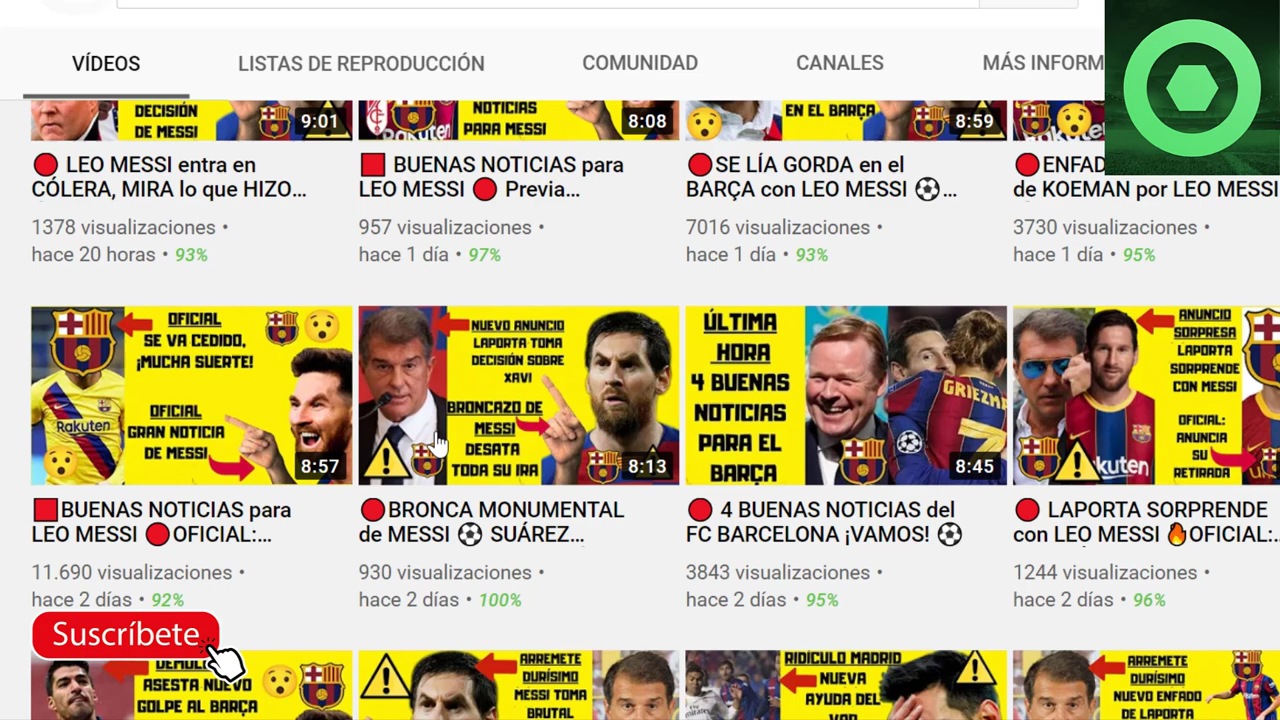 VÍDEOS
LISTAS DE REPRODUCCIÓN
COMUNIDAD
CANALES
MÁS INFORM
DECISIÓN
DE MESSI
9:01
Rakuten
NOTICIAS
PARA MESSI
8:08
EN EL BARÇA
8:59
LEO MESSI entra en
CÓLERA, MIRA lo que HIZO...
1378 visualizaciones •
hace 20 horas • 93%
BUENAS NOTICIAS para
LEO MESSI Previa...
957 visualizaciones •
hace 1 día • 97%
SE LÍA GORDA en el
BARÇA con LEO MESSI ⚽...
7016 visualizaciones •
hace 1 día • 93%
ENFAD
de KOEMAN por LEO MESSI
3730 visualizaciones •
hace 1 día • 95%
OFICIAL
SE VA CEDIDO,
¡MUCHA SUERTE!
Rakuten
OFICIAL
GRAN NOTICIA
DE MESSI
8:57
NUEVO ANUNCIO
LAPORTA TOMA
DECISIÓN SOBRE
XAVI
BRONCAZO DE
MESSI
DESATA
TODA SU IRA
8:13
ÚLTIMA
HORA
4 BUENAS
NOTICIAS
PARA EL
BARÇA
GRIEZM
8:45
ANUNCIO
SORPRESA
LAPORTA
SORPRENDE
CON MESSI
OFICIAL:
ANUNCIA
SU
RETIRADA
kuten
BUENAS NOTICIAS para
LEO MESSI OFICIAL:...
11.690 visualizaciones •
hace 2 días • 92%
BRONCA MONUMENTAL
de MESSI ⚽ SUÁREZ...
930 visualizaciones •
hace 2 días • 100%
4 BUENAS NOTICIAS del
FC BARCELONA ¡VAMOS! ⚽
3843 visualizaciones •
hace 2 días • 95%
LAPORTA SORPRENDE
con LEO MESSI 🔥OFICIAL:..
1244 visualizaciones •
hace 2 días • 96%
Suscríbete
ASESTA NUEVO
GOLPE AL BARÇA
ARREMETE
DURÍSIMO
MESSI TOMA
BRUTAL
RIDICULO MADRID
NUEVA
AYUDA DEL
VAR
ARREMETE
DURÍSIMO
NUEVO ENFADO
DE LAPORTA